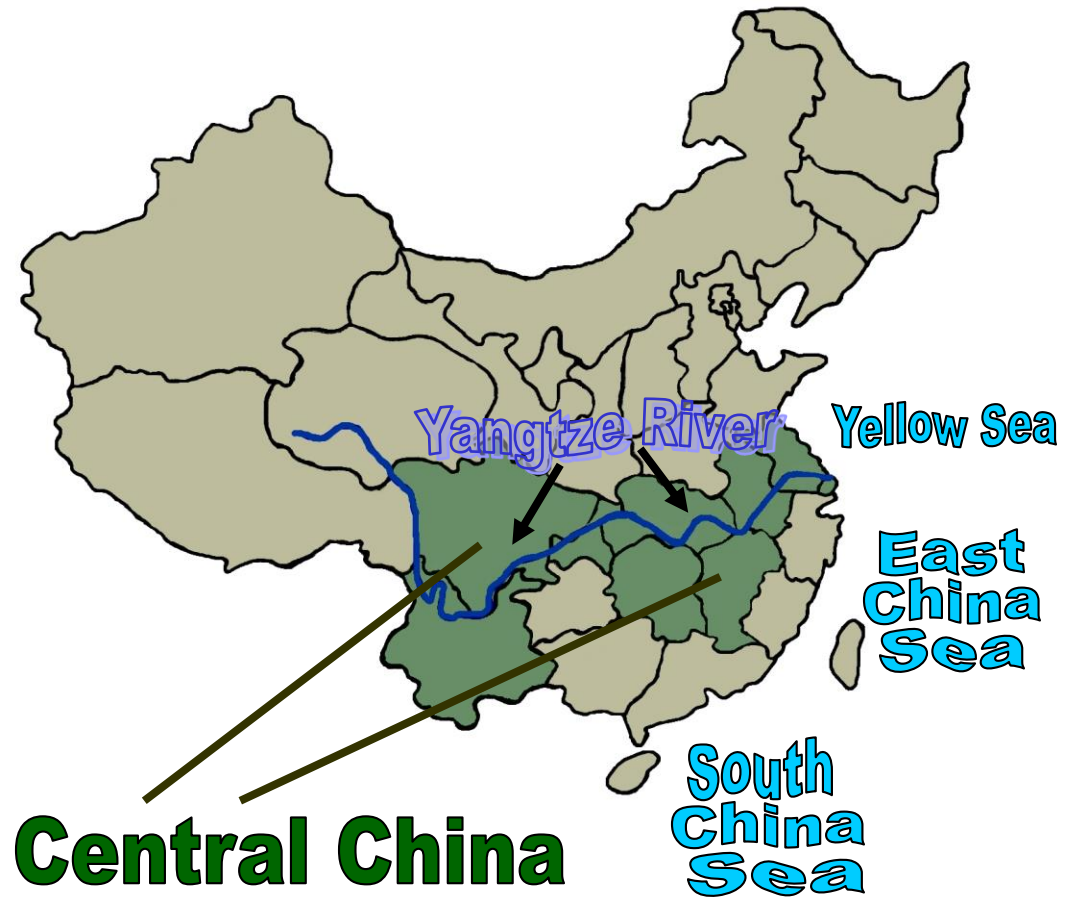 Yangtze River
Yellow Sea
East
China
Sea
South
China
Sea
Central China